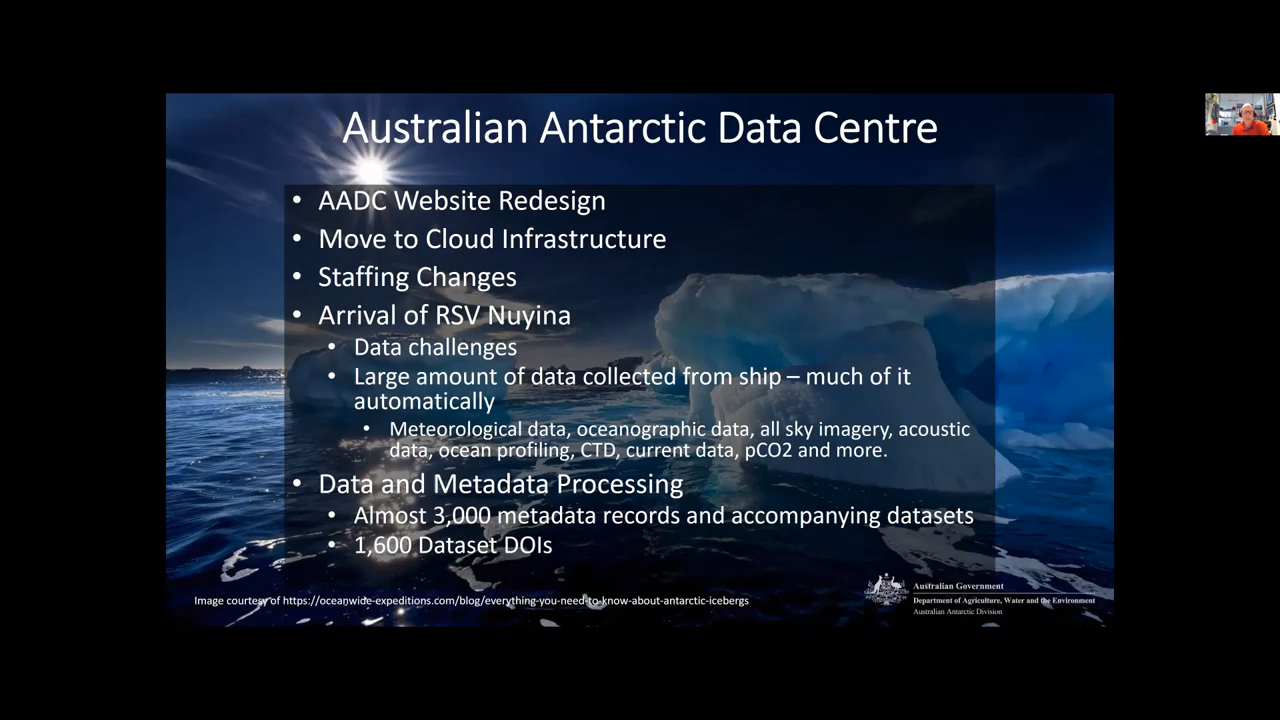 Australian Antarctic Data Centre
• AADC Website Redesign
• Move to Cloud Infrastructure
• Staffing Changes
• Arrival of RSV Nuyina
• Data challenges
• Large amount of data collected from ship – much of it
automatically
• Meteorological data, oceanographic data, all sky imagery, acoustic
data, ocean profiling, CTD, current data, pCO2 and more.
• Data and Metadata Processing
• Almost 3,000 metadata records and accompanying datasets
• 1,600 Dataset DOIs
Image courtesy of https://oceanwide-expeditions.com/blog/everything-you-need-to-know-about-antarctic-icebergs
Australian Government
Department of Agriculture, Water and the Environment
Australian Antarctic Division